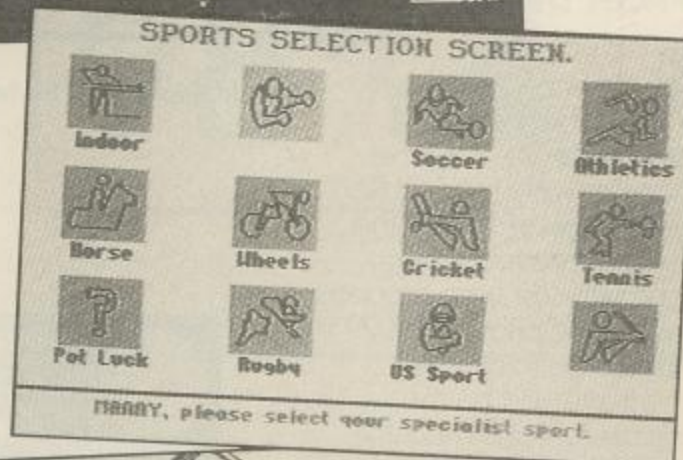 SPORTS SELECTION SCREEN.
Indoor Soccer Athletics
Horse Wheels Cricket Tennis
Pot Luck Rugby US Sport
MANNY, please select your specialist sport.